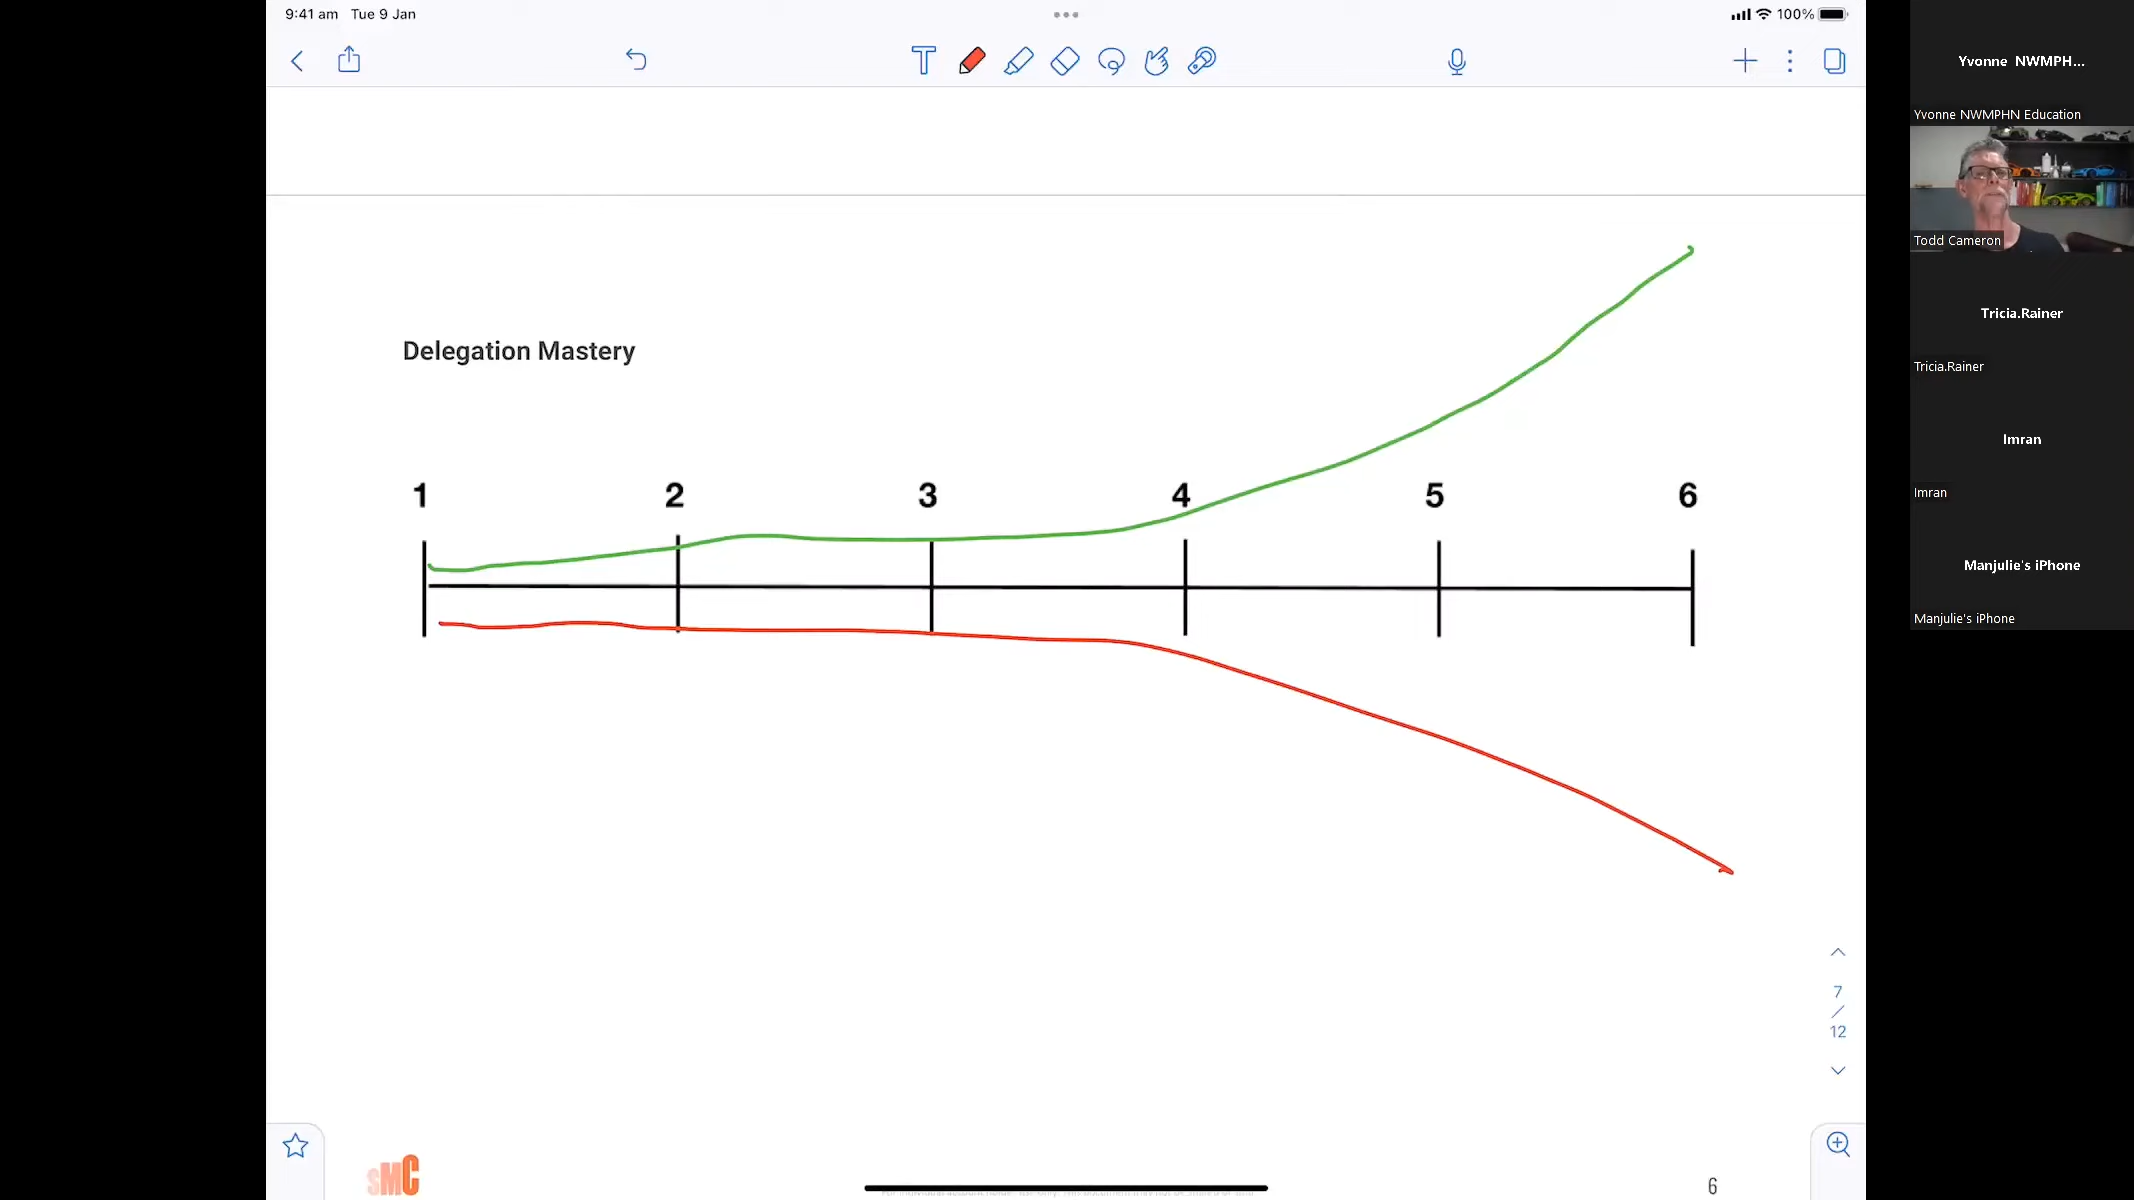 9:41 am Tue 9 Jan
100%
Delegation Mastery
1 2 3 4 5 6
7
/
12
sMC
6
Yvonne NWMPH...
Yvonne NWMPHN Education
Todd Cameron
Tricia.Rainer
Tricia.Rainer
Imran
Imran
Manjulie's iPhone
Manjulie's iPhone